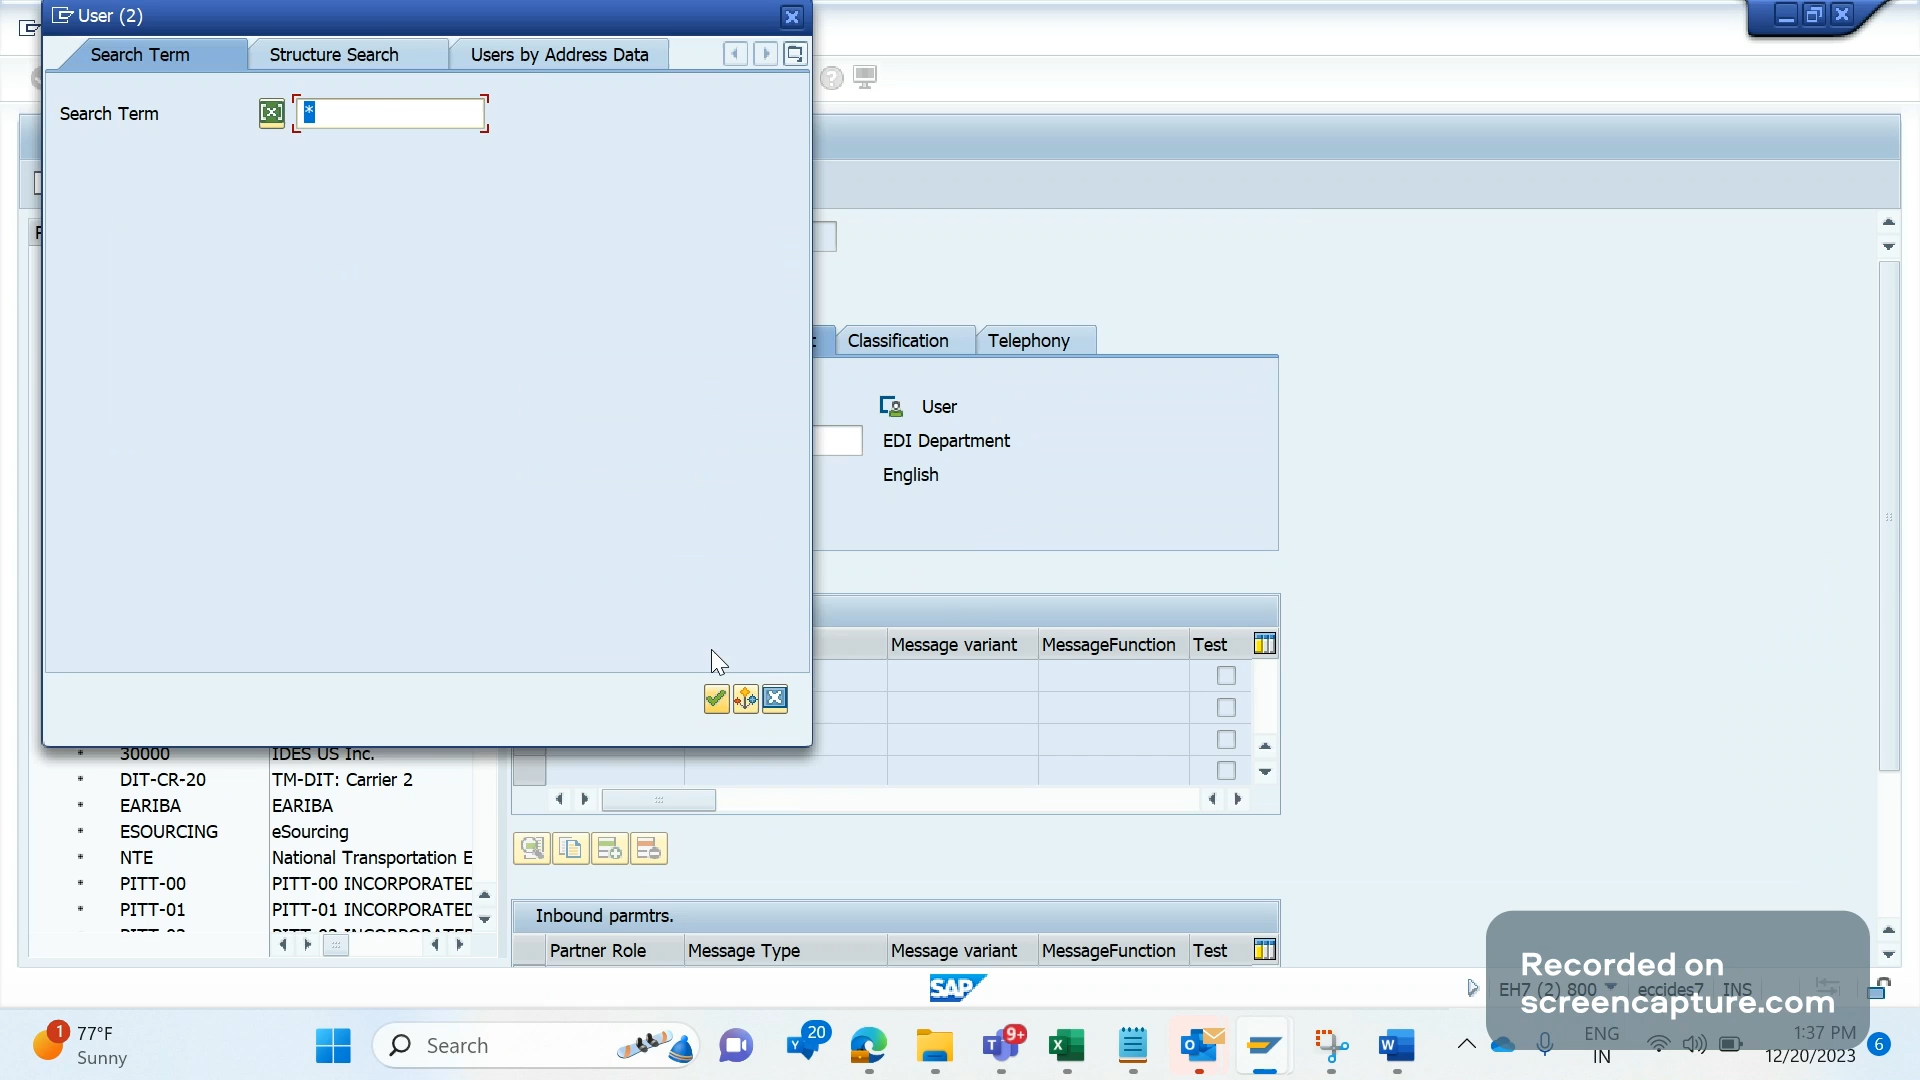 User (2)
Search Term
Structure Search
Users by Address Data
Search Term
*
Classification
Telephony
User
EDI Department
English
Message variant
MessageFunction
Test
30000
IDES US Inc.
DIT-CR-20
TM-DIT: Carrier 2
EARIBA
EARIBA
ESOURCING
eSourcing
NTE
National Transportation E
PITT-00
PITT-00 INCORPORATED
PITT-01
PITT-01 INCORPORATED
Inbound parmtrs.
Partner Role
Message Type
Message variant
MessageFunction
Test
SAP
EH7 (2) 800
eccides7
INS
Recorded on
screencapture.com
1
77°F
Sunny
Search
20
9+
ENG
IN
1:37 PM
12/20/2023
6